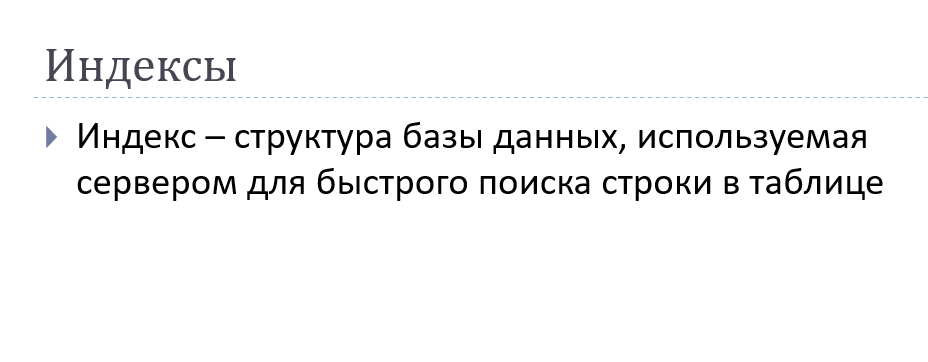 Индексы
Индекс – структура базы данных, используемая
сервером для быстрого поиска строки в таблице